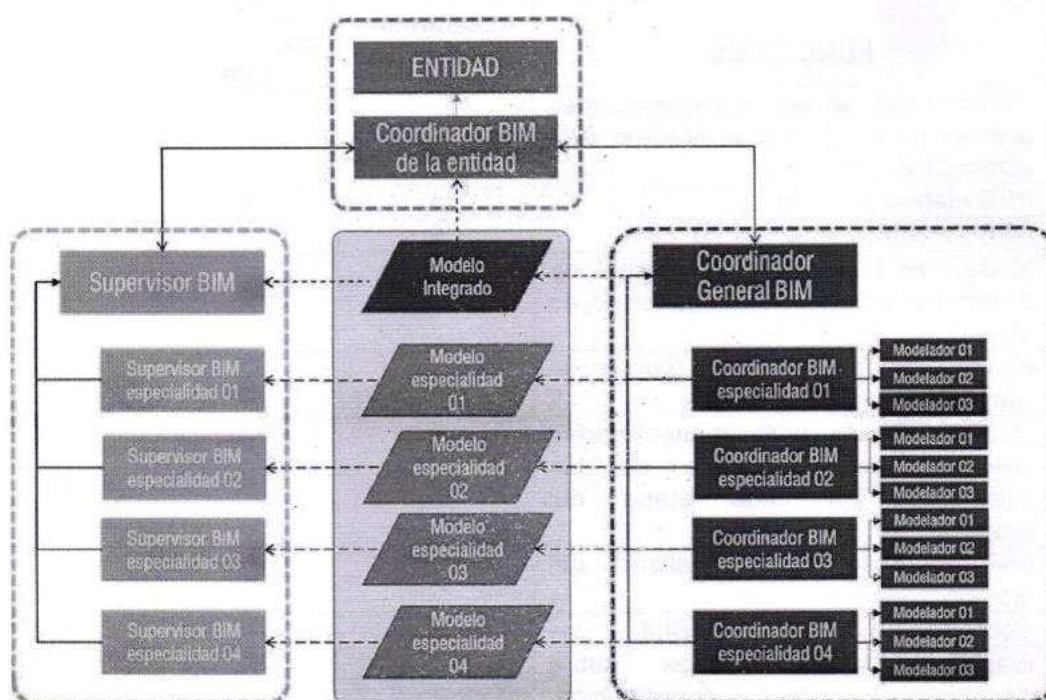 FUNCIONES
ENTIDAD
Coordinador BIM
de la entidad
Supervisor BIM
Modelo
Integrado
Coordinador
General BIM
Supervisor BIM
especialidad 01
Modelo
especialidad
01
Coordinador BIM
especialidad 01
Modelador 01
Modelador 02
Modelador 03
Supervisor BIM
especialidad 02
Modelo
especialidad
02
Coordinador BIM
especialidad 02
Modelador 01
Modelador 02
Modelador 03
Supervisor BIM
especialidad 03
Modelo
especialidad
03
Coordinador BIM
especialidad 03
Modelador 01
Modelador 02
Modelador 03
Supervisor BIM
especialidad 04
Modelo
especialidad
04
Coordinador BIM
especialidad 04
Modelador 01
Modelador 02
Modelador 03